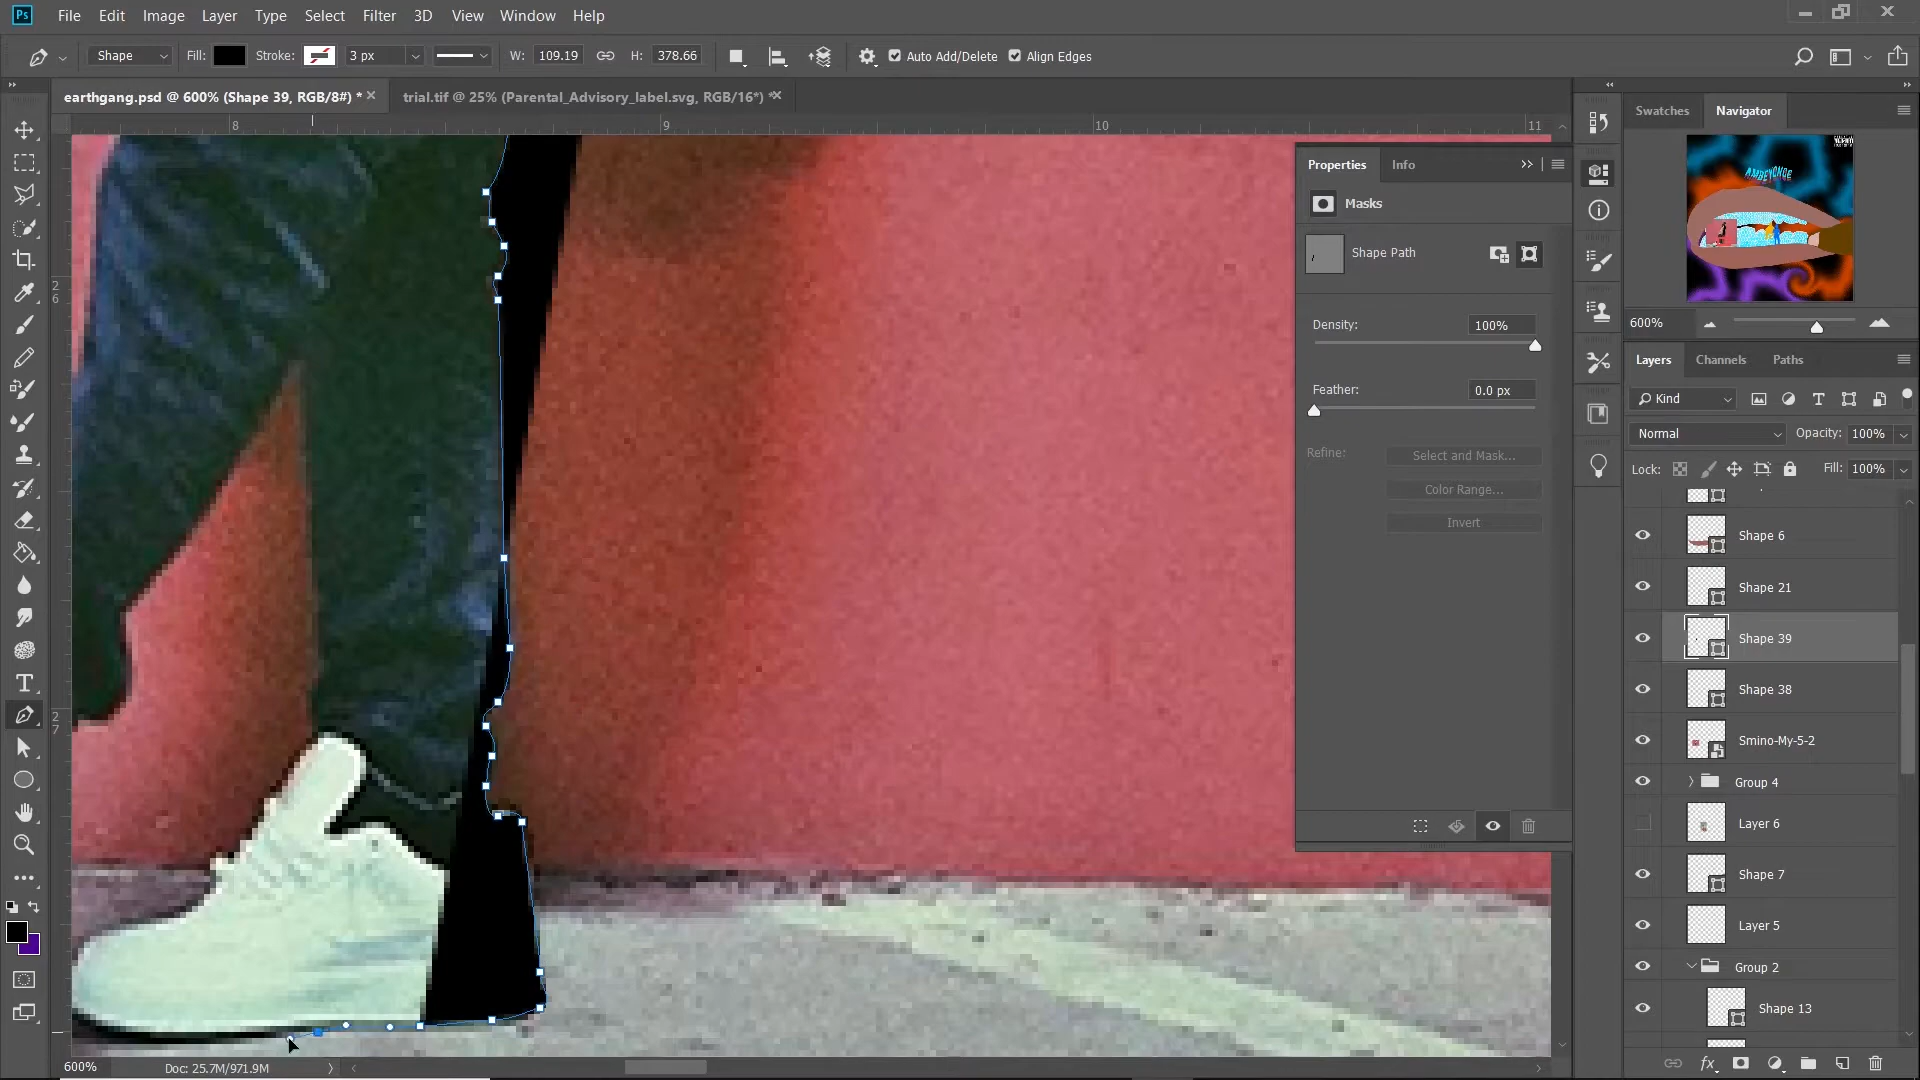 Ps File Edit Image Layer Type Select Filter 3D View Window Help
Shape Fill: Stroke: 3 px W: 109.19 H: 378.66 Auto Add/Delete Align Edges
earthgang.psd @ 600% (Shape 39, RGB/8#) * trial.tif @ 25% (Parental_Advisory_label.svg, RGB/16*) *
8 9 10 11
26
27
Properties Info
Masks
Shape Path
Density: 100%
Feather: 0.0 px
Refine: Select and Mask...
Color Range...
Invert
Swatches Navigator
AMBEYONCE
600%
Layers Channels Paths
Kind
Normal Opacity: 100%
Lock: Fill: 100%
Shape 6
Shape 21
Shape 39
Shape 38
Smino-My-5-2
Group 4
Layer 6
Shape 7
Layer 5
Group 2
Shape 13
fx
600% Doc: 25.7M/971.9M